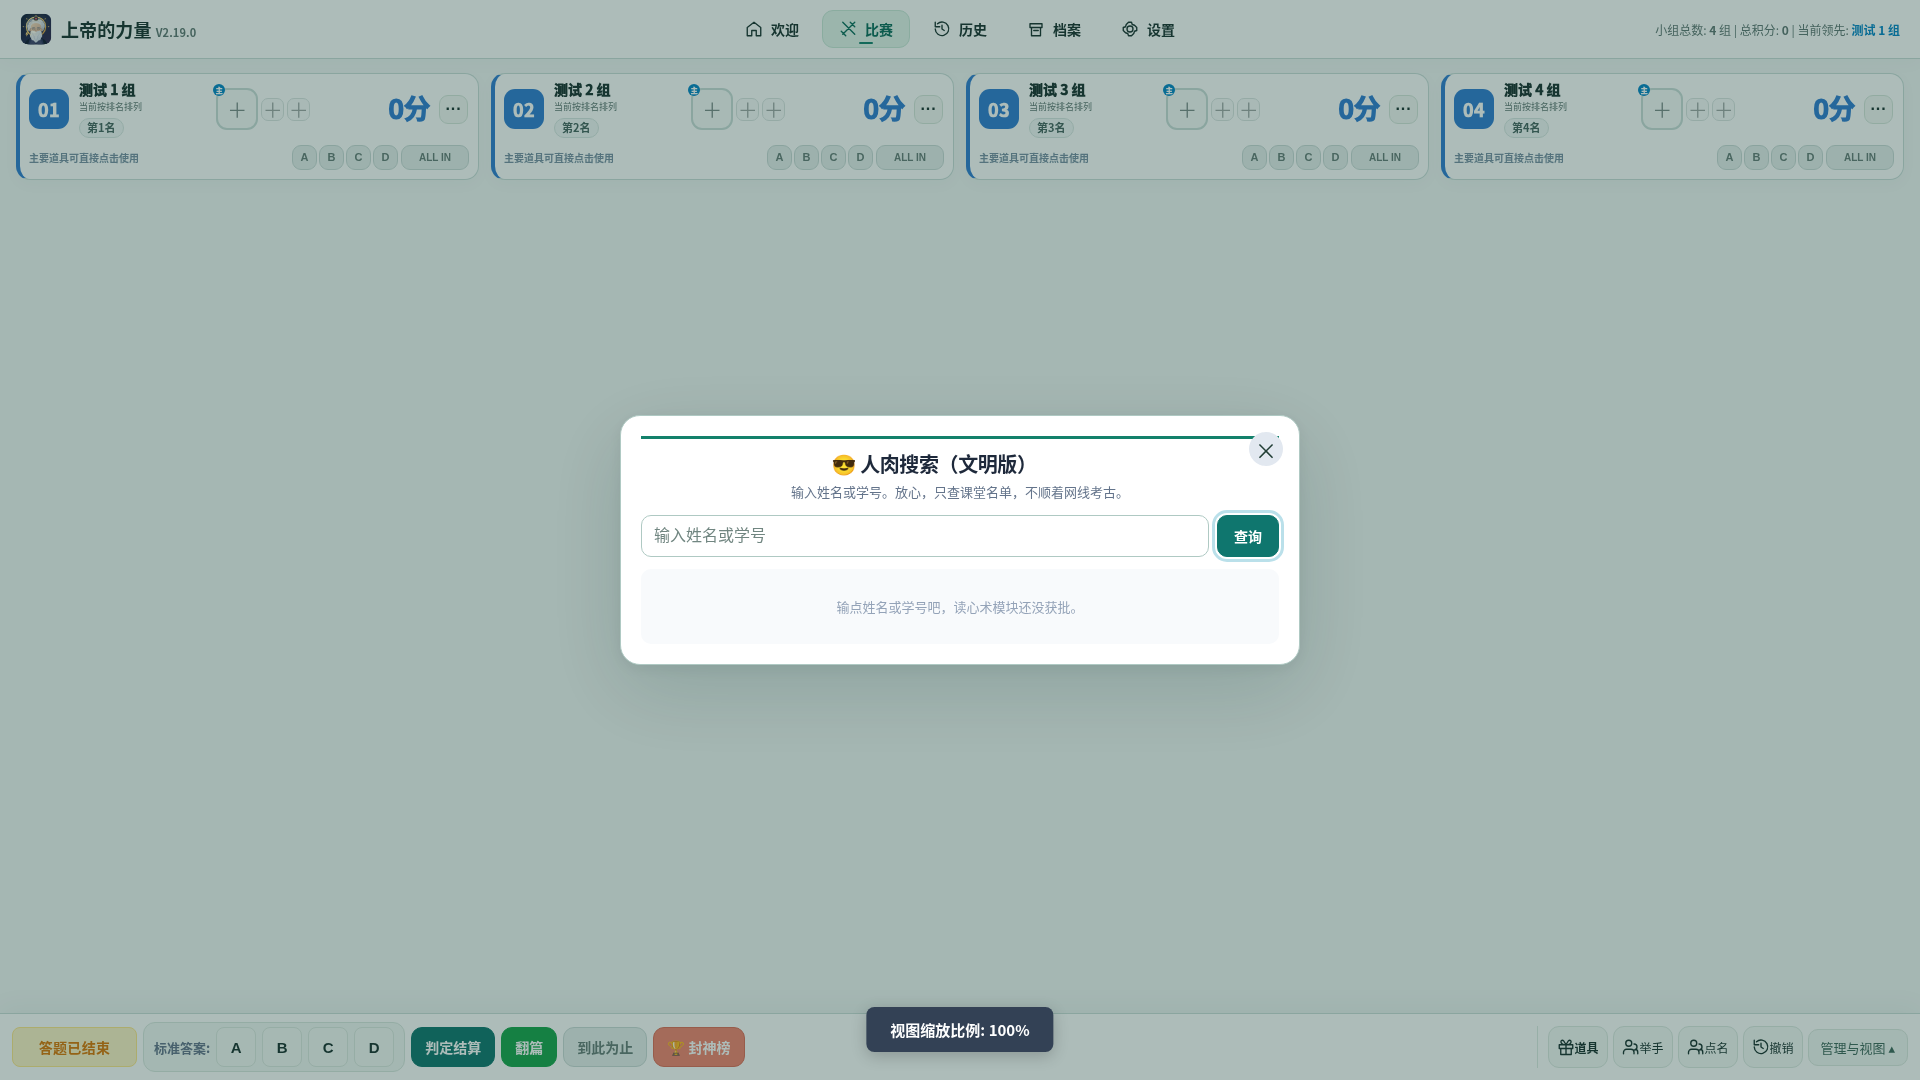 上帝的力量 V2.19.0
欢迎
比赛
历史
档案
设置
小组总数: 4 组 | 总积分: 0 | 当前领先: 测试 1 组
01
测试 1 组
当前按排名排列
第1名
主
0分
主要道具可直接点击使用
A B C D ALL IN
02
测试 2 组
当前按排名排列
第2名
主
0分
主要道具可直接点击使用
A B C D ALL IN
03
测试 3 组
当前按排名排列
第3名
主
0分
主要道具可直接点击使用
A B C D ALL IN
04
测试 4 组
当前按排名排列
第4名
主
0分
主要道具可直接点击使用
A B C D ALL IN
😎 人肉搜索（文明版）
输入姓名或学号。放心，只查课堂名单，不顺着网线考古。
输入姓名或学号
查询
输点姓名或学号吧，读心术模块还没获批。
视图缩放比例: 100%
答题已结束
标准答案: A B C D
判定结算
翻篇
到此为止
🏆 封神榜
道具
举手
点名
撤销
管理与视图 ▴